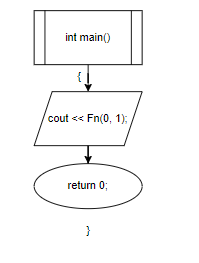 int main()
{
cout << Fn(0, 1);
return 0;
}